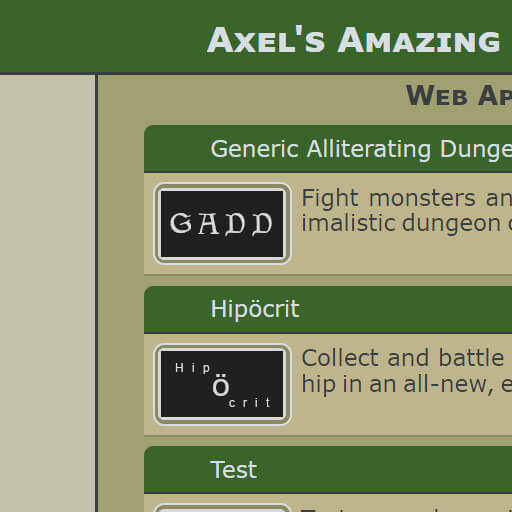 Axel's Amazing
Web Ap
Generic Alliterating Dunge
GADD
Fight monsters an
imalistic dungeon
Hipöcrit
Hip
ö
crit
Collect and battle
hip in an all-new, e
Test